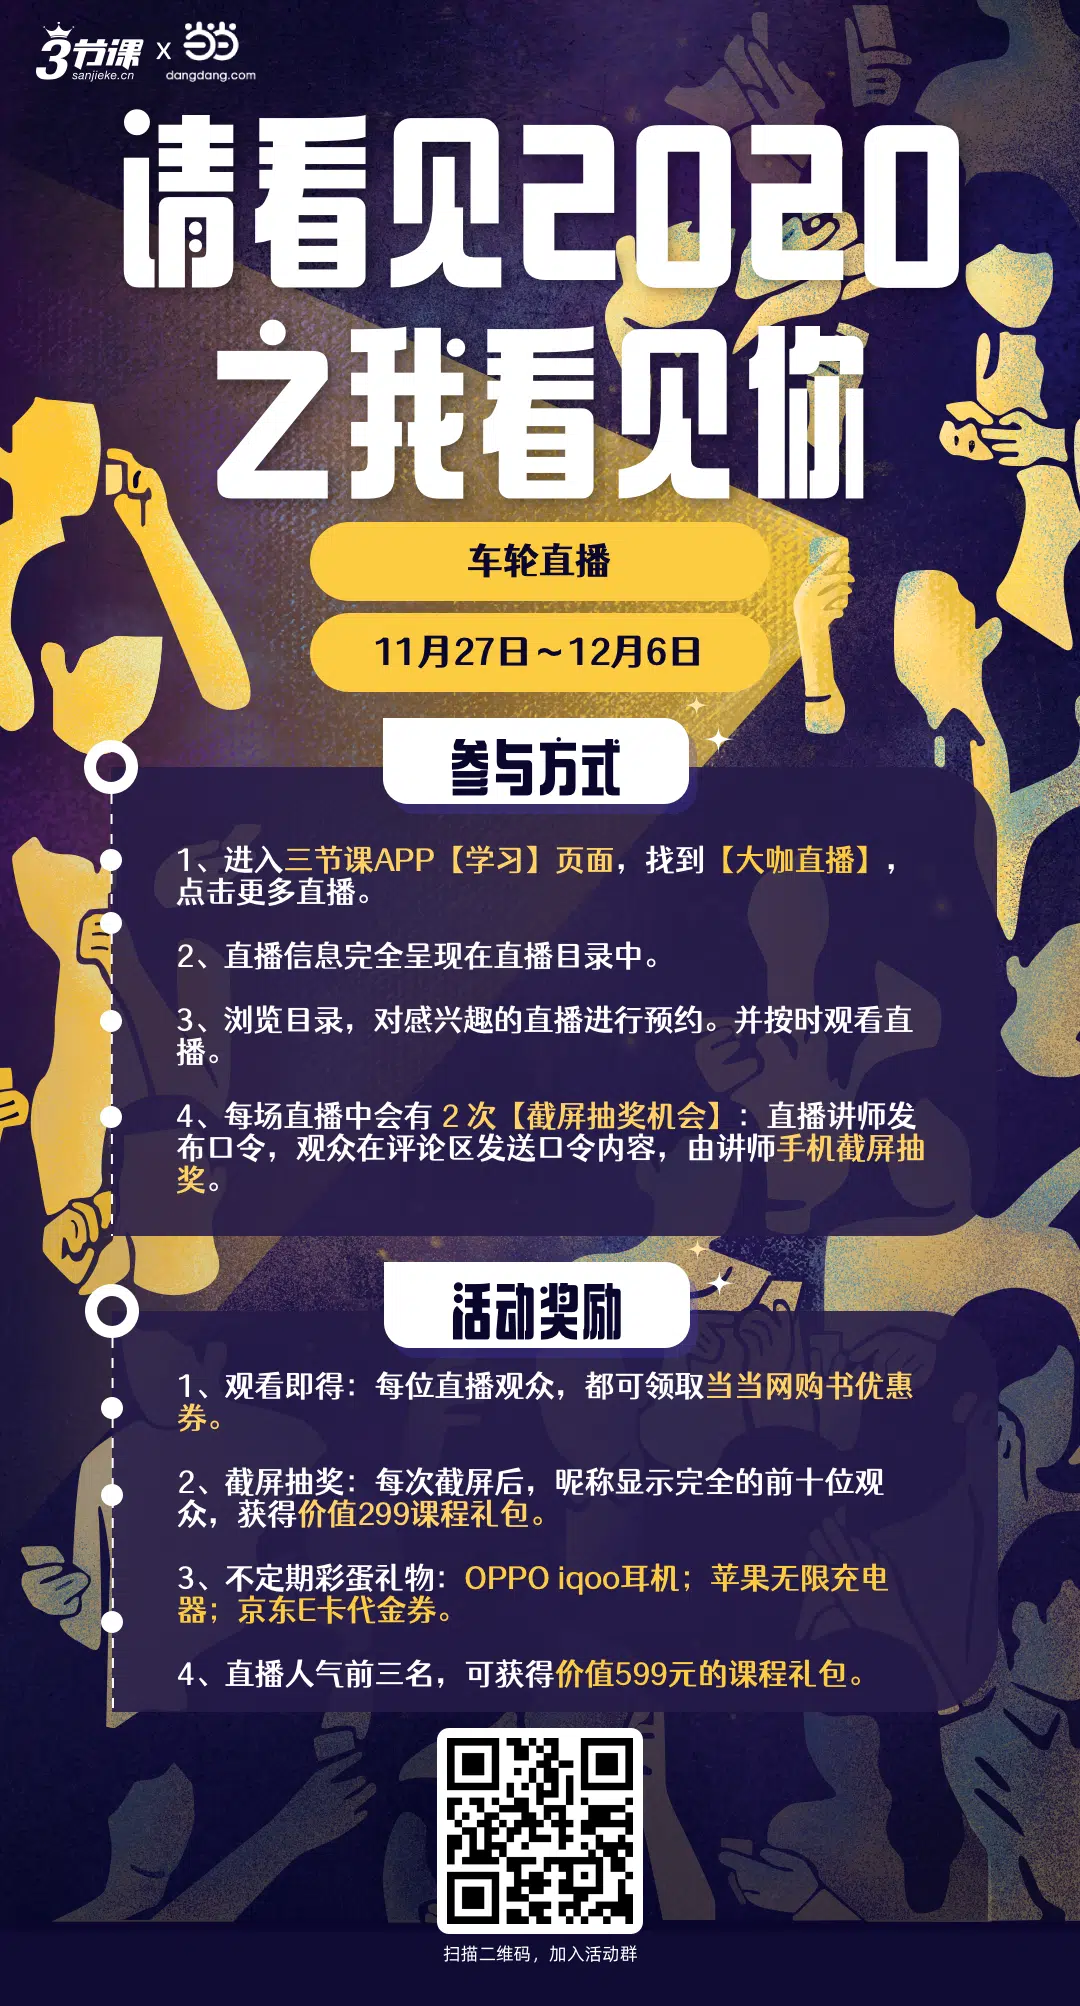 3节课 x 当当
sanjieke.cn dangdang.com
请看见2020
之我看见你
车轮直播
11月27日~12月6日
参与方式
1、进入三节课APP【学习】页面，找到【大咖直播】，
点击更多直播。
2、直播信息完全呈现在直播目录中。
3、浏览目录，对感兴趣的直播进行预约。并按时观看直
播。
4、每场直播中会有 2 次【截屏抽奖机会】：直播讲师发
布口令，观众在评论区发送口令内容，由讲师手机截屏抽
奖。
活动奖励
1、观看即得：每位直播观众，都可领取当当网购书优惠
券。
2、截屏抽奖：每次截屏后，昵称显示完全的前十位观
众，获得价值299课程礼包。
3、不定期彩蛋礼物：OPPO iqoo耳机；苹果无限充电
器；京东E卡代金券。
4、直播人气前三名，可获得价值599元的课程礼包。
扫描二维码，加入活动群